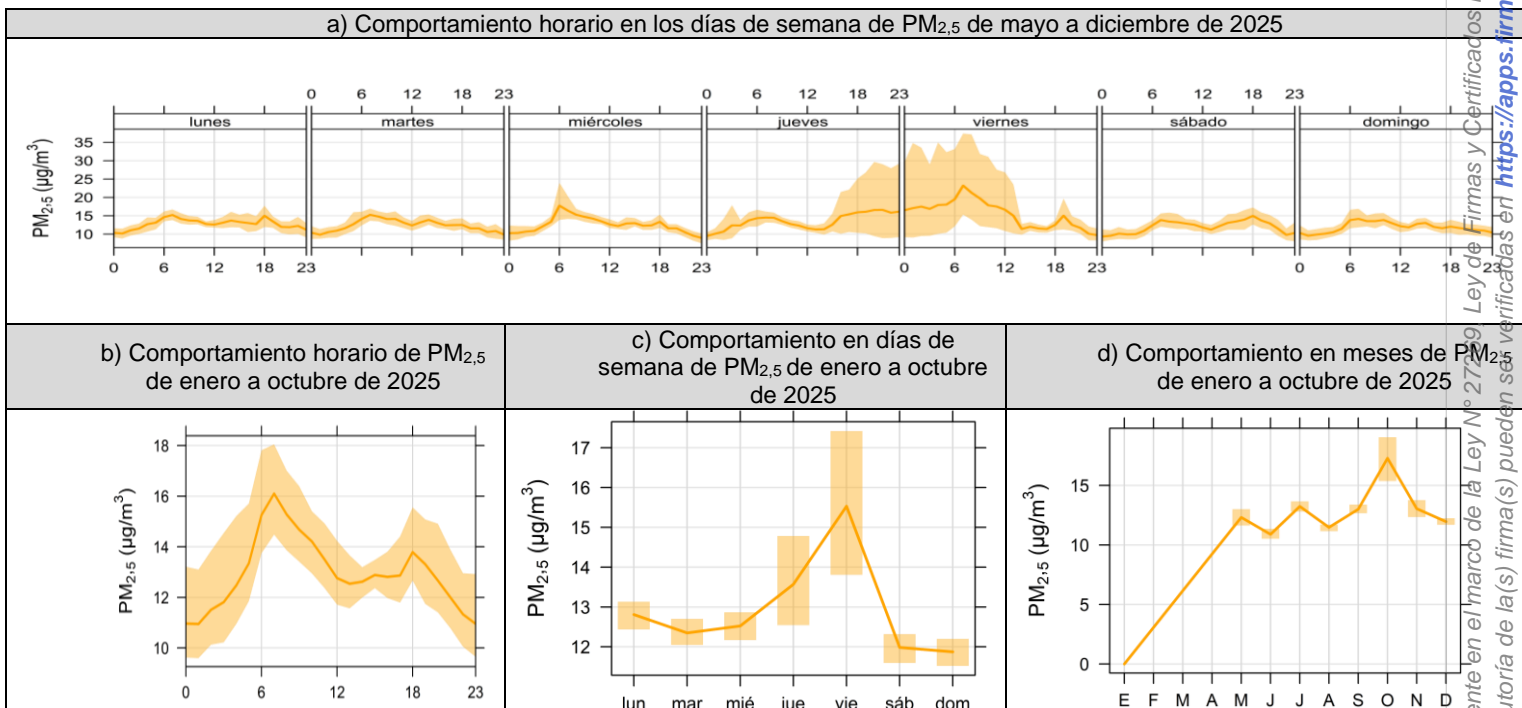 a) Comportamiento horario en los días de semana de PM2,5 de mayo a diciembre de 2025
0 6 12 18 23 0 6 12 18 23 0 6 12 18 23
lunes martes miércoles jueves viernes sábado domingo
PM2,5 (µg/m³)
35
30
25
20
15
10
0 6 12 18 23 0 6 12 18 23 0 6 12 18 23 0 6 12 18 23
b) Comportamiento horario de PM2,5
de enero a octubre de 2025
c) Comportamiento en días de
semana de PM2,5 de enero a octubre
de 2025
d) Comportamiento en meses de PM2,5
de enero a octubre de 2025
PM2,5 (µg/m³)
18
16
14
12
10
0 6 12 18 23
PM2,5 (µg/m³)
17
16
15
14
13
12
lun mar mié jue vie sáb dom
PM2,5 (µg/m³)
15
10
5
0
E F M A M J J A S O N D
Ley de Firmas y Certificados
N° 27269,
ente en el marco de la Ley
utoría de la(s) firma(s) pueden ser verificadas en https://apps.firm